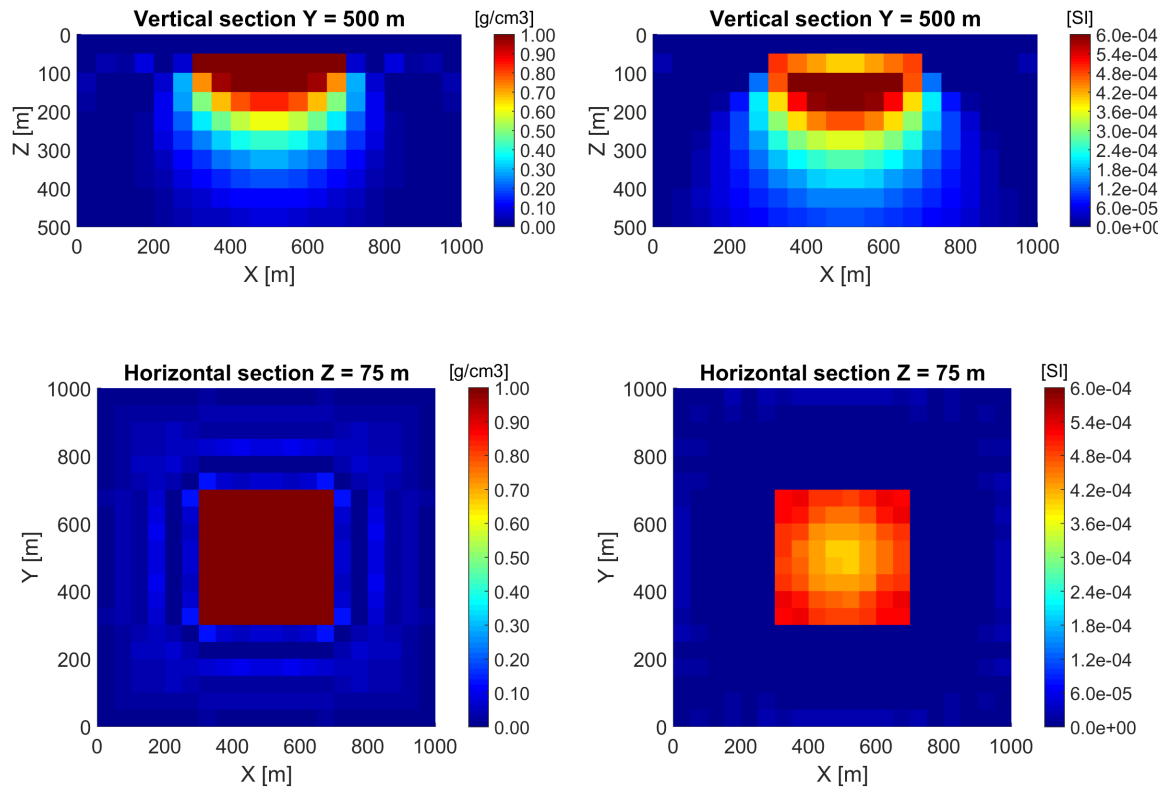 Vertical section Y = 500 m
[g/cm3]
0
100
200
300
400
500
Z [m]
0
200
400
600
800
1000
X [m]
1.00
0.90
0.80
0.70
0.60
0.50
0.40
0.30
0.20
0.10
0.00
Vertical section Y = 500 m
[SI]
0
100
200
300
400
500
Z [m]
0
200
400
600
800
1000
X [m]
6.0e-04
5.4e-04
4.8e-04
4.2e-04
3.6e-04
3.0e-04
2.4e-04
1.8e-04
1.2e-04
6.0e-05
0.0e+00
Horizontal section Z = 75 m
[g/cm3]
1000
800
600
400
200
0
Y [m]
0
200
400
600
800
1000
X [m]
1.00
0.90
0.80
0.70
0.60
0.50
0.40
0.30
0.20
0.10
0.00
Horizontal section Z = 75 m
[SI]
1000
800
600
400
200
0
Y [m]
0
200
400
600
800
1000
X [m]
6.0e-04
5.4e-04
4.8e-04
4.2e-04
3.6e-04
3.0e-04
2.4e-04
1.8e-04
1.2e-04
6.0e-05
0.0e+00